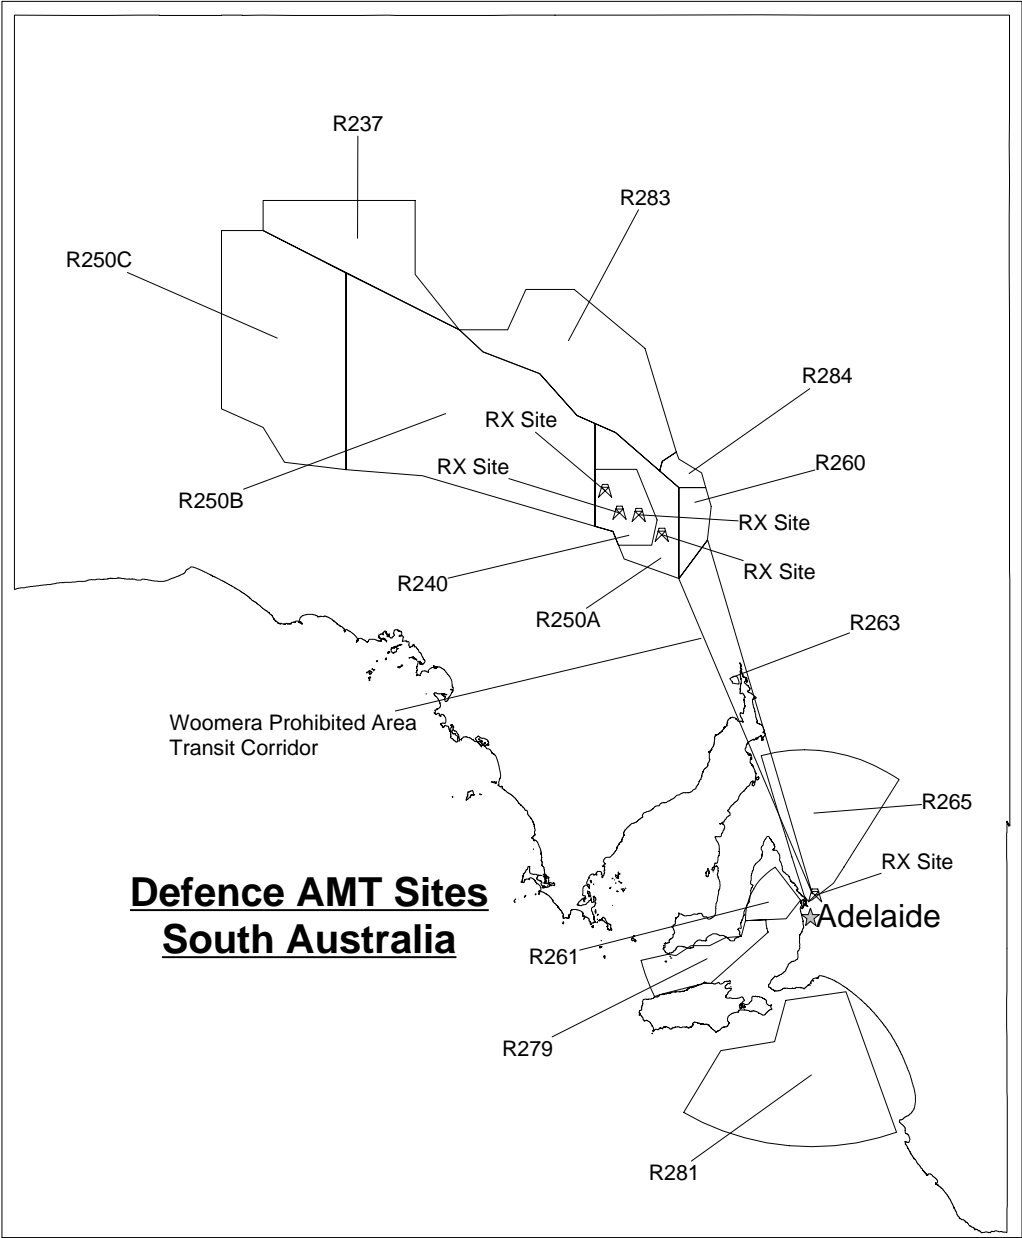 R237
R283
R250C
R284
RX Site
R260
RX Site
R250B
RX Site
RX Site
R240
R250A
R263
Woomera Prohibited Area
Transit Corridor
R265
RX Site
Defence AMT Sites
South Australia
Adelaide
R261
R279
R281